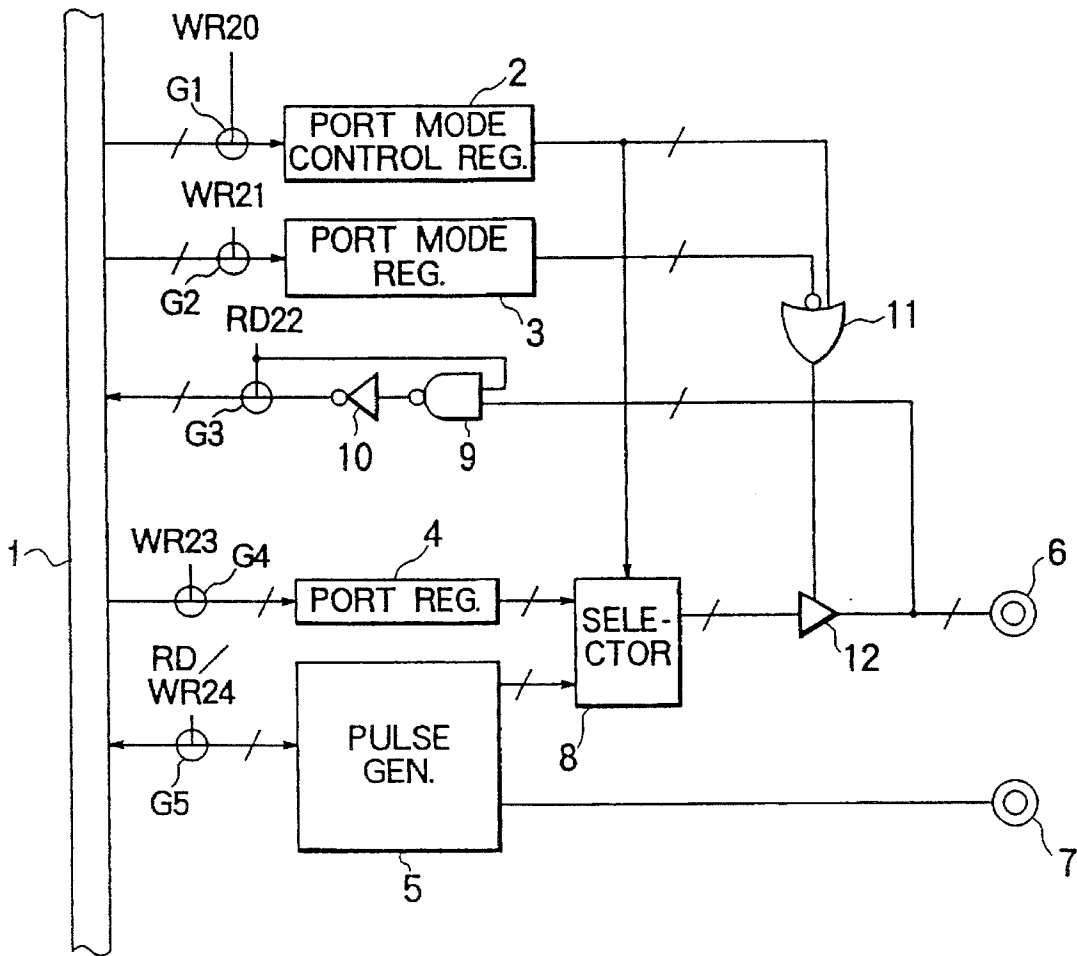 WR20
G1
2
PORT MODE
CONTROL REG.
WR21
G2
PORT MODE
REG.
3
11
RD22
G3
10
9
1
WR23
G4
4
PORT REG.
6
SELE-
CTOR
8
12
RD/
WR24
G5
PULSE
GEN.
5
7